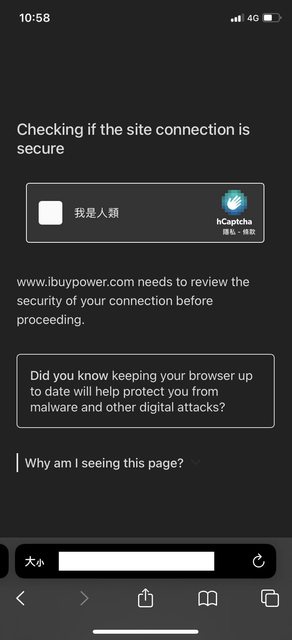 10:58
4G
Checking if the site connection is
secure
我是人類
hCaptcha
隱私 - 條款
www.ibuypower.com needs to review the
security of your connection before
proceeding.
Did you know keeping your browser up
to date will help protect you from
malware and other digital attacks?
Why am I seeing this page?
大小